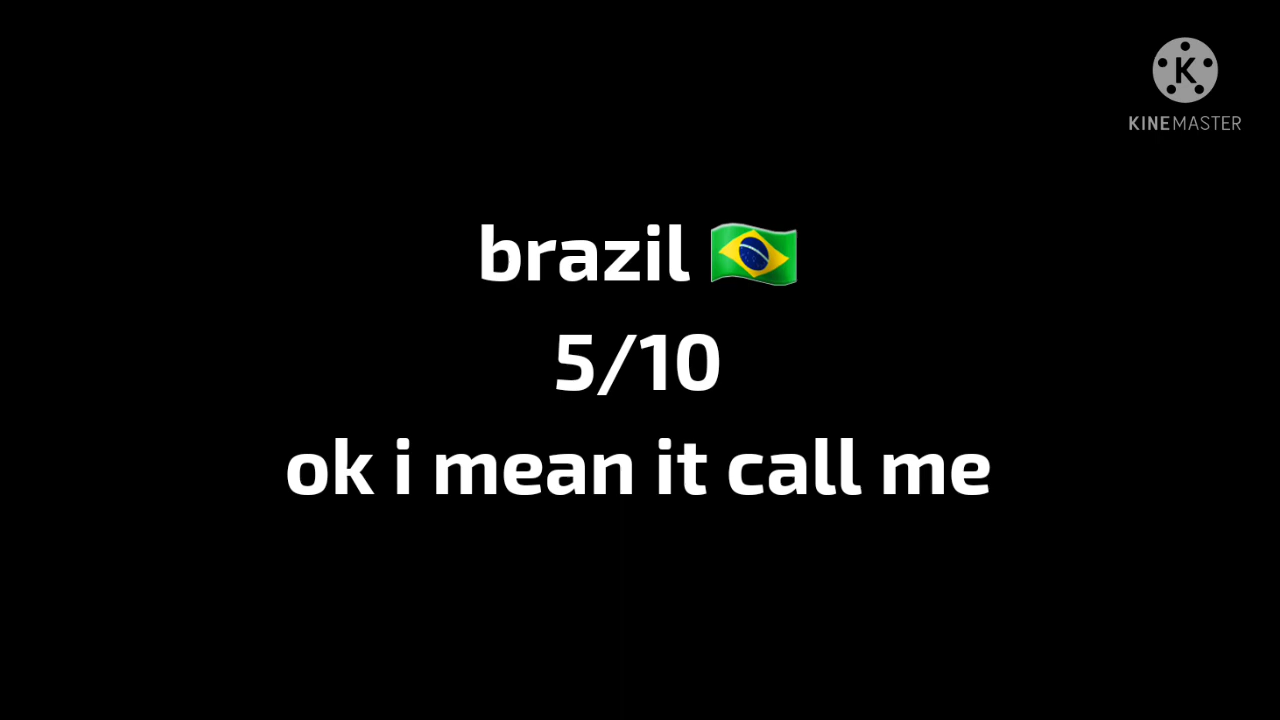 K
KINEMASTER
brazil 🇧🇷
5/10
ok i mean it call me